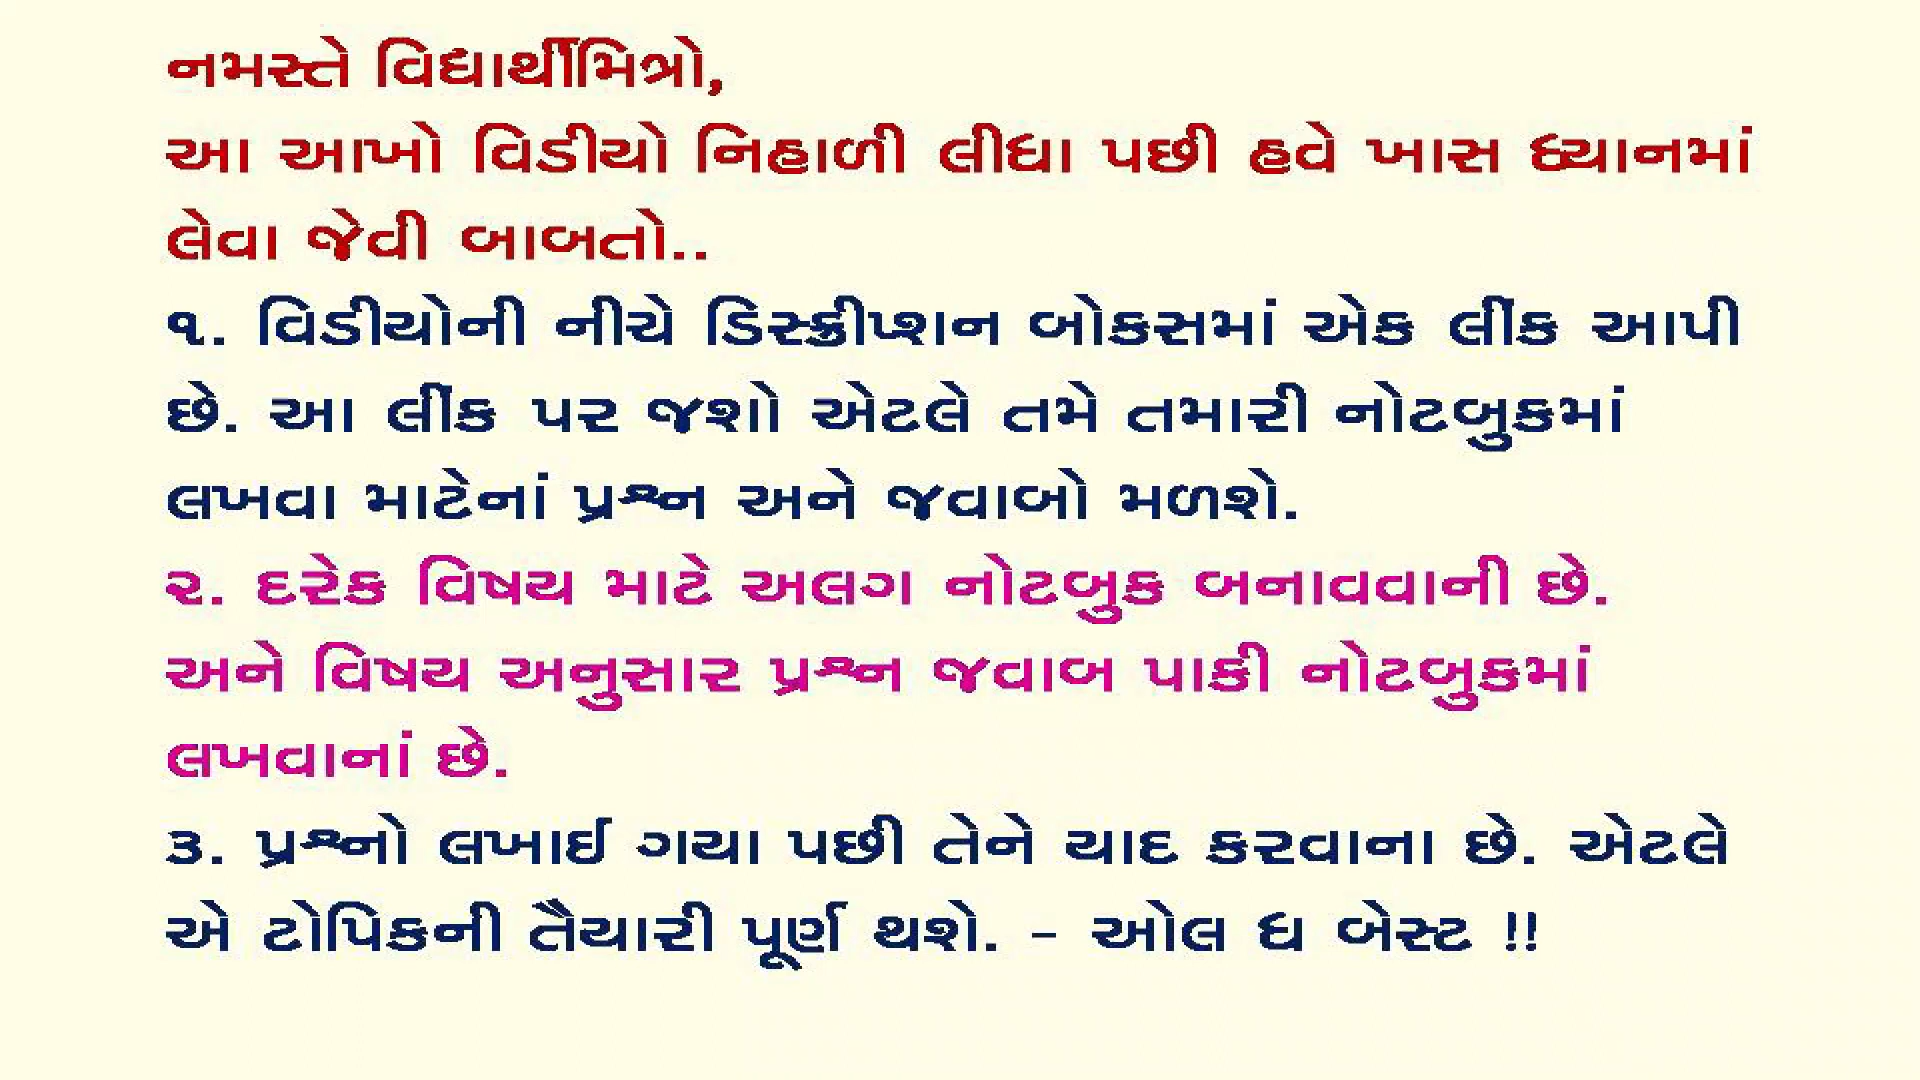 નમસ્તે વિદ્યાર્થીમિત્રો,
આ આખો વિડીયો નિહાળી લીધા પછી હવે ખાસ ધ્યાનમાં
લેવા જેવી બાબતો..
૧. વિડીયોની નીચે ડિસ્ક્રીપ્શન બોકસમાં એક લીંક આપી
છે. આ લીંક પર જશો એટલે તમે તમારી નોટબુકમાં
લખવા માટેનાં પ્રશ્ન અને જવાબો મળશે.
૨. દરેક વિષય માટે અલગ નોટબુક બનાવવાની છે.
અને વિષય અનુસાર પ્રશ્ન જવાબ પાકી નોટબુકમાં
લખવાનાં છે.
૩. પ્રશ્નો લખાઈ ગયા પછી તેને યાદ કરવાના છે. એટલે
એ ટોપિકની તૈયારી પૂર્ણ થશે. - ઓલ ધ બેસ્ટ !!